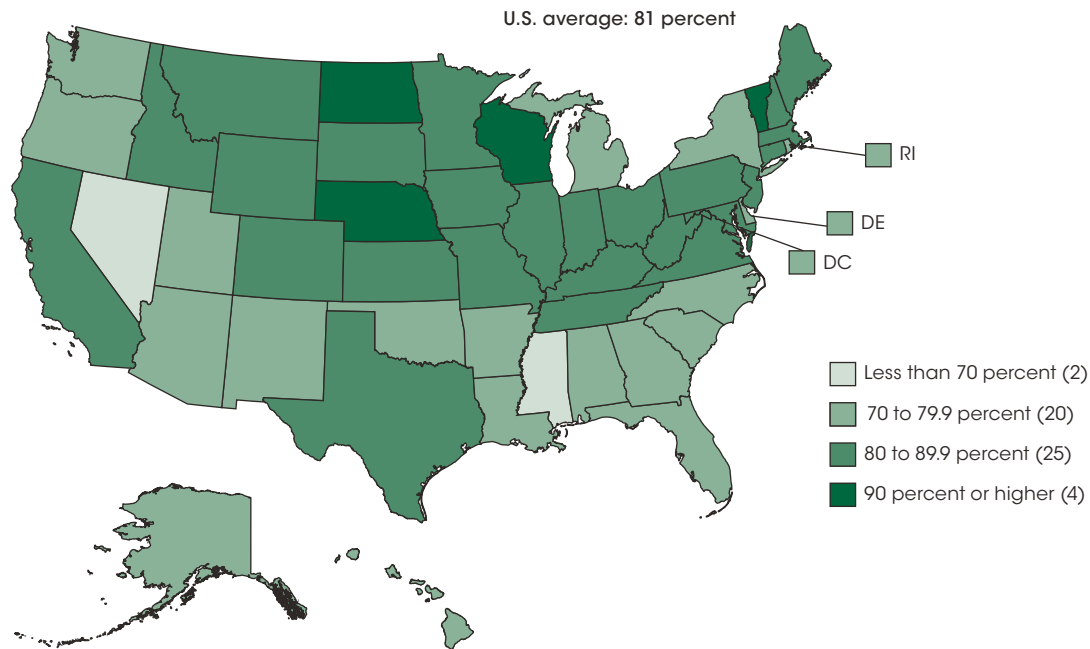 U.S. average: 81 percent
RI
DE
DC
Less than 70 percent (2)
70 to 79.9 percent (20)
80 to 89.9 percent (25)
90 percent or higher (4)